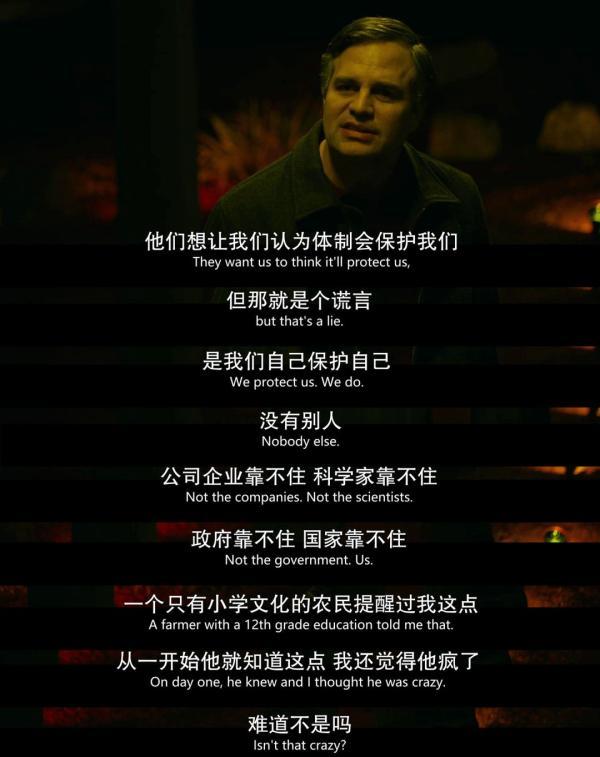 他们想让我们认为体制会保护我们
They want us to think it'll protect us,
但那就是个谎言
but that's a lie.
是我们自己保护自己
We protect us. We do.
没有别人
Nobody else.
公司企业靠不住 科学家靠不住
Not the companies. Not the scientists.
政府靠不住 国家靠不住
Not the government. Us.
一个只有小学文化的农民提醒过我这点
A farmer with a 12th grade education told me that.
从一开始他就知道这点 我还觉得他疯了
On day one, he knew and I thought he was crazy.
难道不是吗
Isn't that crazy?